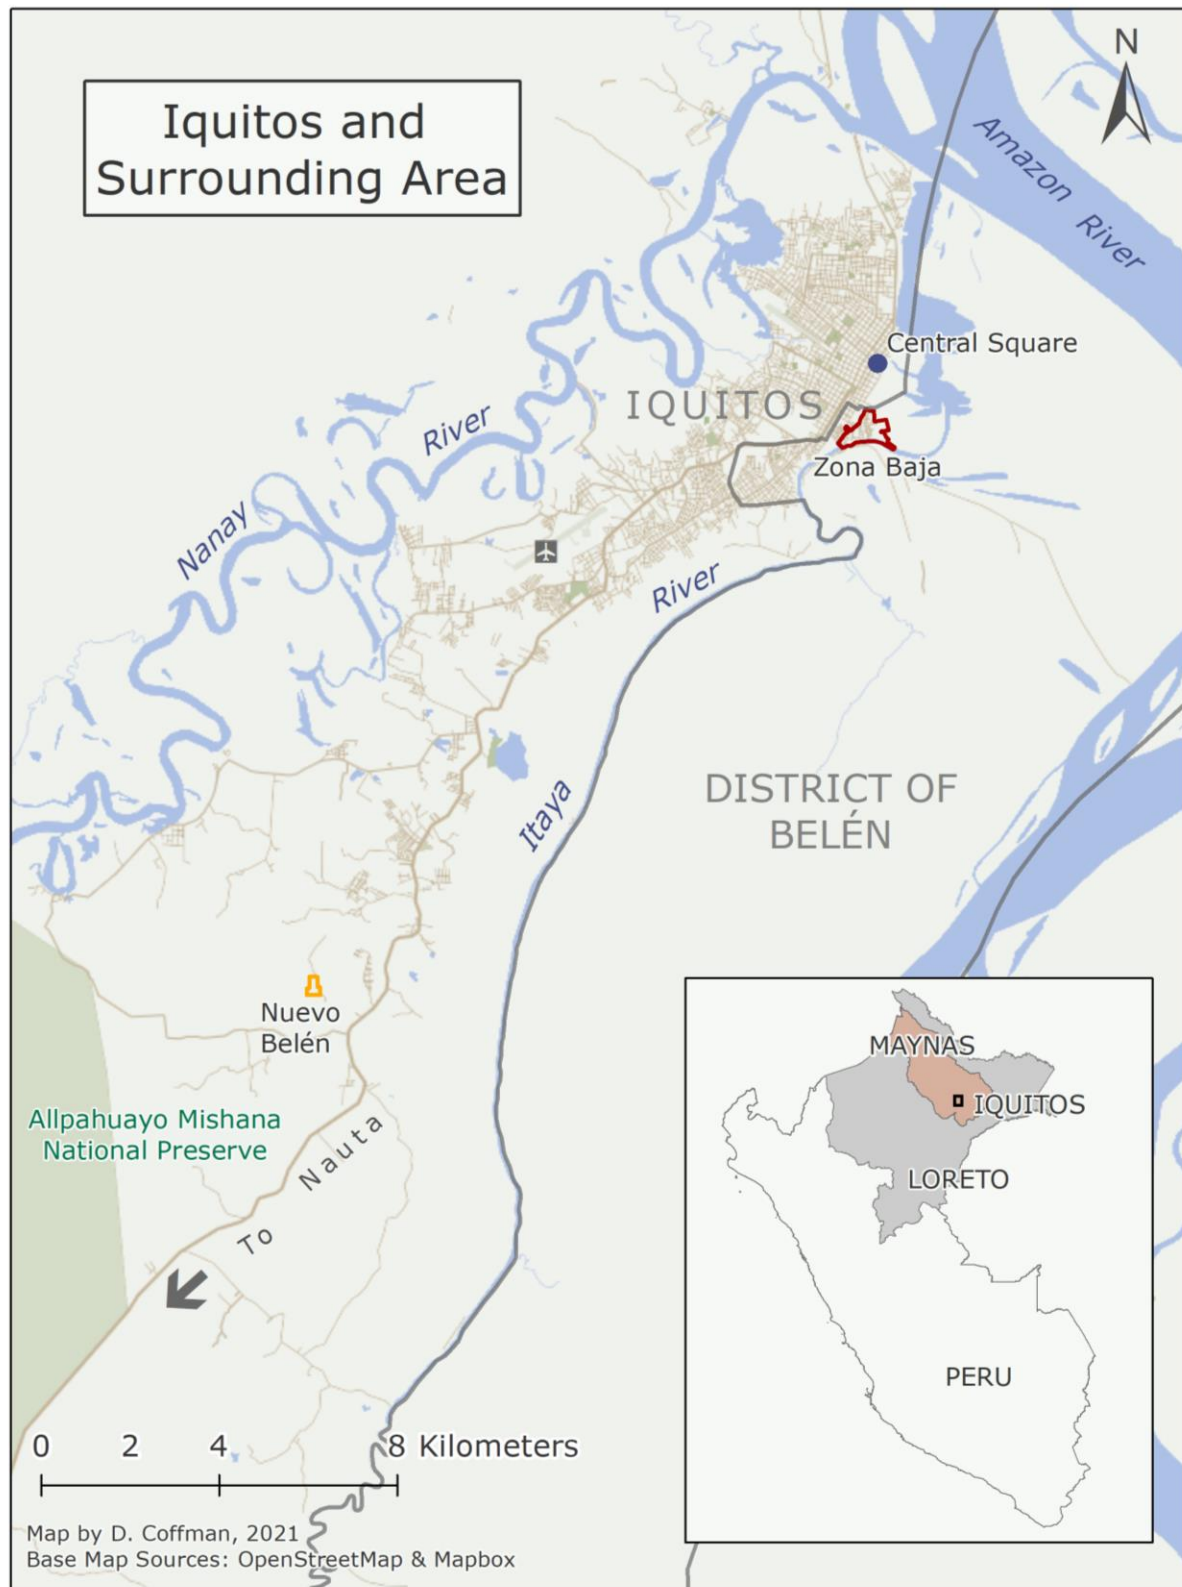 Iquitos and
Surrounding Area
N
Amazon River
Central Square
IQUITOS
Zona Baja
Nanay River
Itaya River
DISTRICT OF
BELÉN
Nuevo
Belén
Allpahuayo Mishana
National Preserve
To Nauta
MAYNAS
IQUITOS
LORETO
PERU
0 2 4 8 Kilometers
Map by D. Coffman, 2021
Base Map Sources: OpenStreetMap & Mapbox